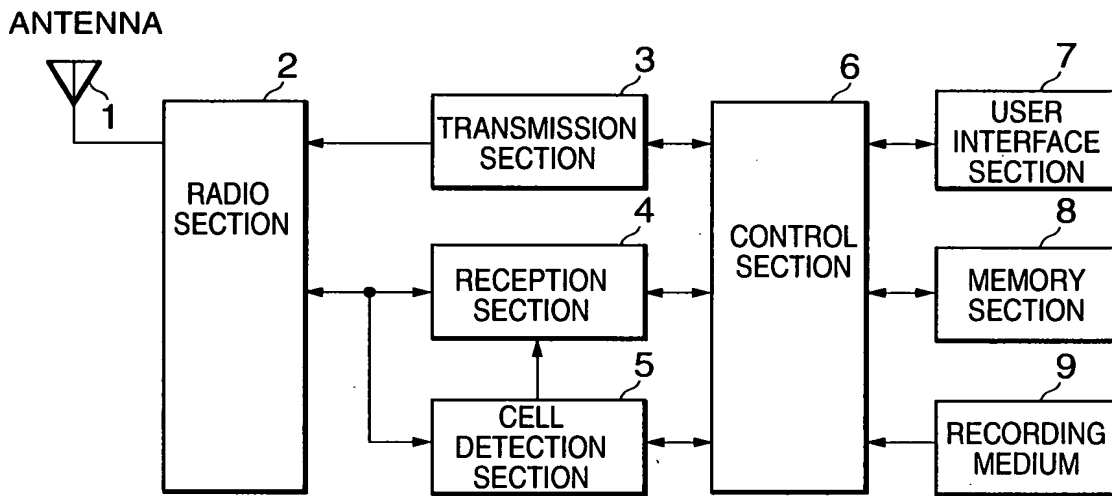 ANTENNA
1
2
RADIO
SECTION
3
TRANSMISSION
SECTION
4
RECEPTION
SECTION
5
CELL
DETECTION
SECTION
6
CONTROL
SECTION
7
USER
INTERFACE
SECTION
8
MEMORY
SECTION
9
RECORDING
MEDIUM